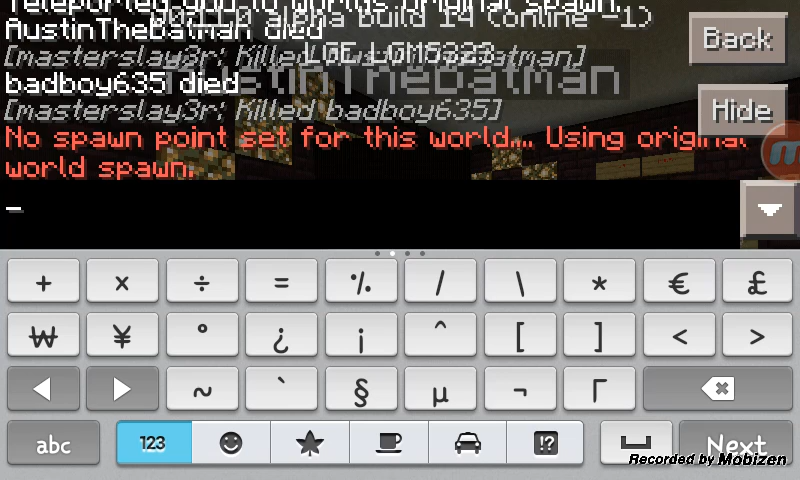 Teleported you to worlds original spawn.
v0.11.0 alpha build 14 (online -1)
AustinTheBatman died
LGE LGMS323
[masterslay3r: Killed AustinTheBatman]
AustinTheBatman
badboy635 died
[masterslay3r: Killed badboy635]
No spawn point set for this world.... Using original
world spawn.
_
Back
Hide
+ × ÷ = % / \ * € £
₩ ¥ ° ¿ ¡ ^ [ ] < >
~ ` § µ ¬ Γ
abc 123 !? Next
Recorded by Mobizen